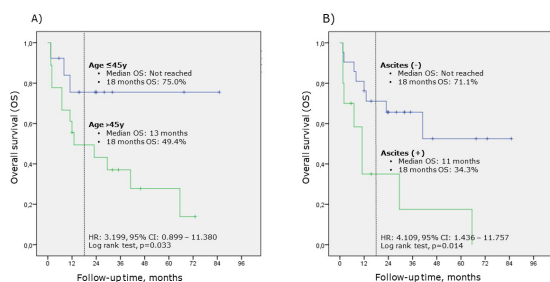 A)
Overall survival (OS)
1,0
0,8
0,6
0,4
0,2
0,0
Age ≤45y
• Median OS: Not reached
• 18 months OS: 75.0%
Age >45y
• Median OS: 13 months
• 18 months OS: 49.4%
HR: 3.199, 95% CI: 0.899 – 11.380
Log rank test, p=0.033
0 12 24 36 48 60 72 84 96
Follow-up time, months
B)
Overall survival (OS)
1,0
0,8
0,6
0,4
0,2
0,0
Ascites (-)
• Median OS: Not reached
• 18 months OS: 71.1%
Ascites (+)
• Median OS: 11 months
• 18 months OS: 34.3%
HR: 4.109, 95% CI: 1.436 – 11.757
Log rank test, p=0.014
0 12 24 36 48 60 72 84 96
Follow-up time, months